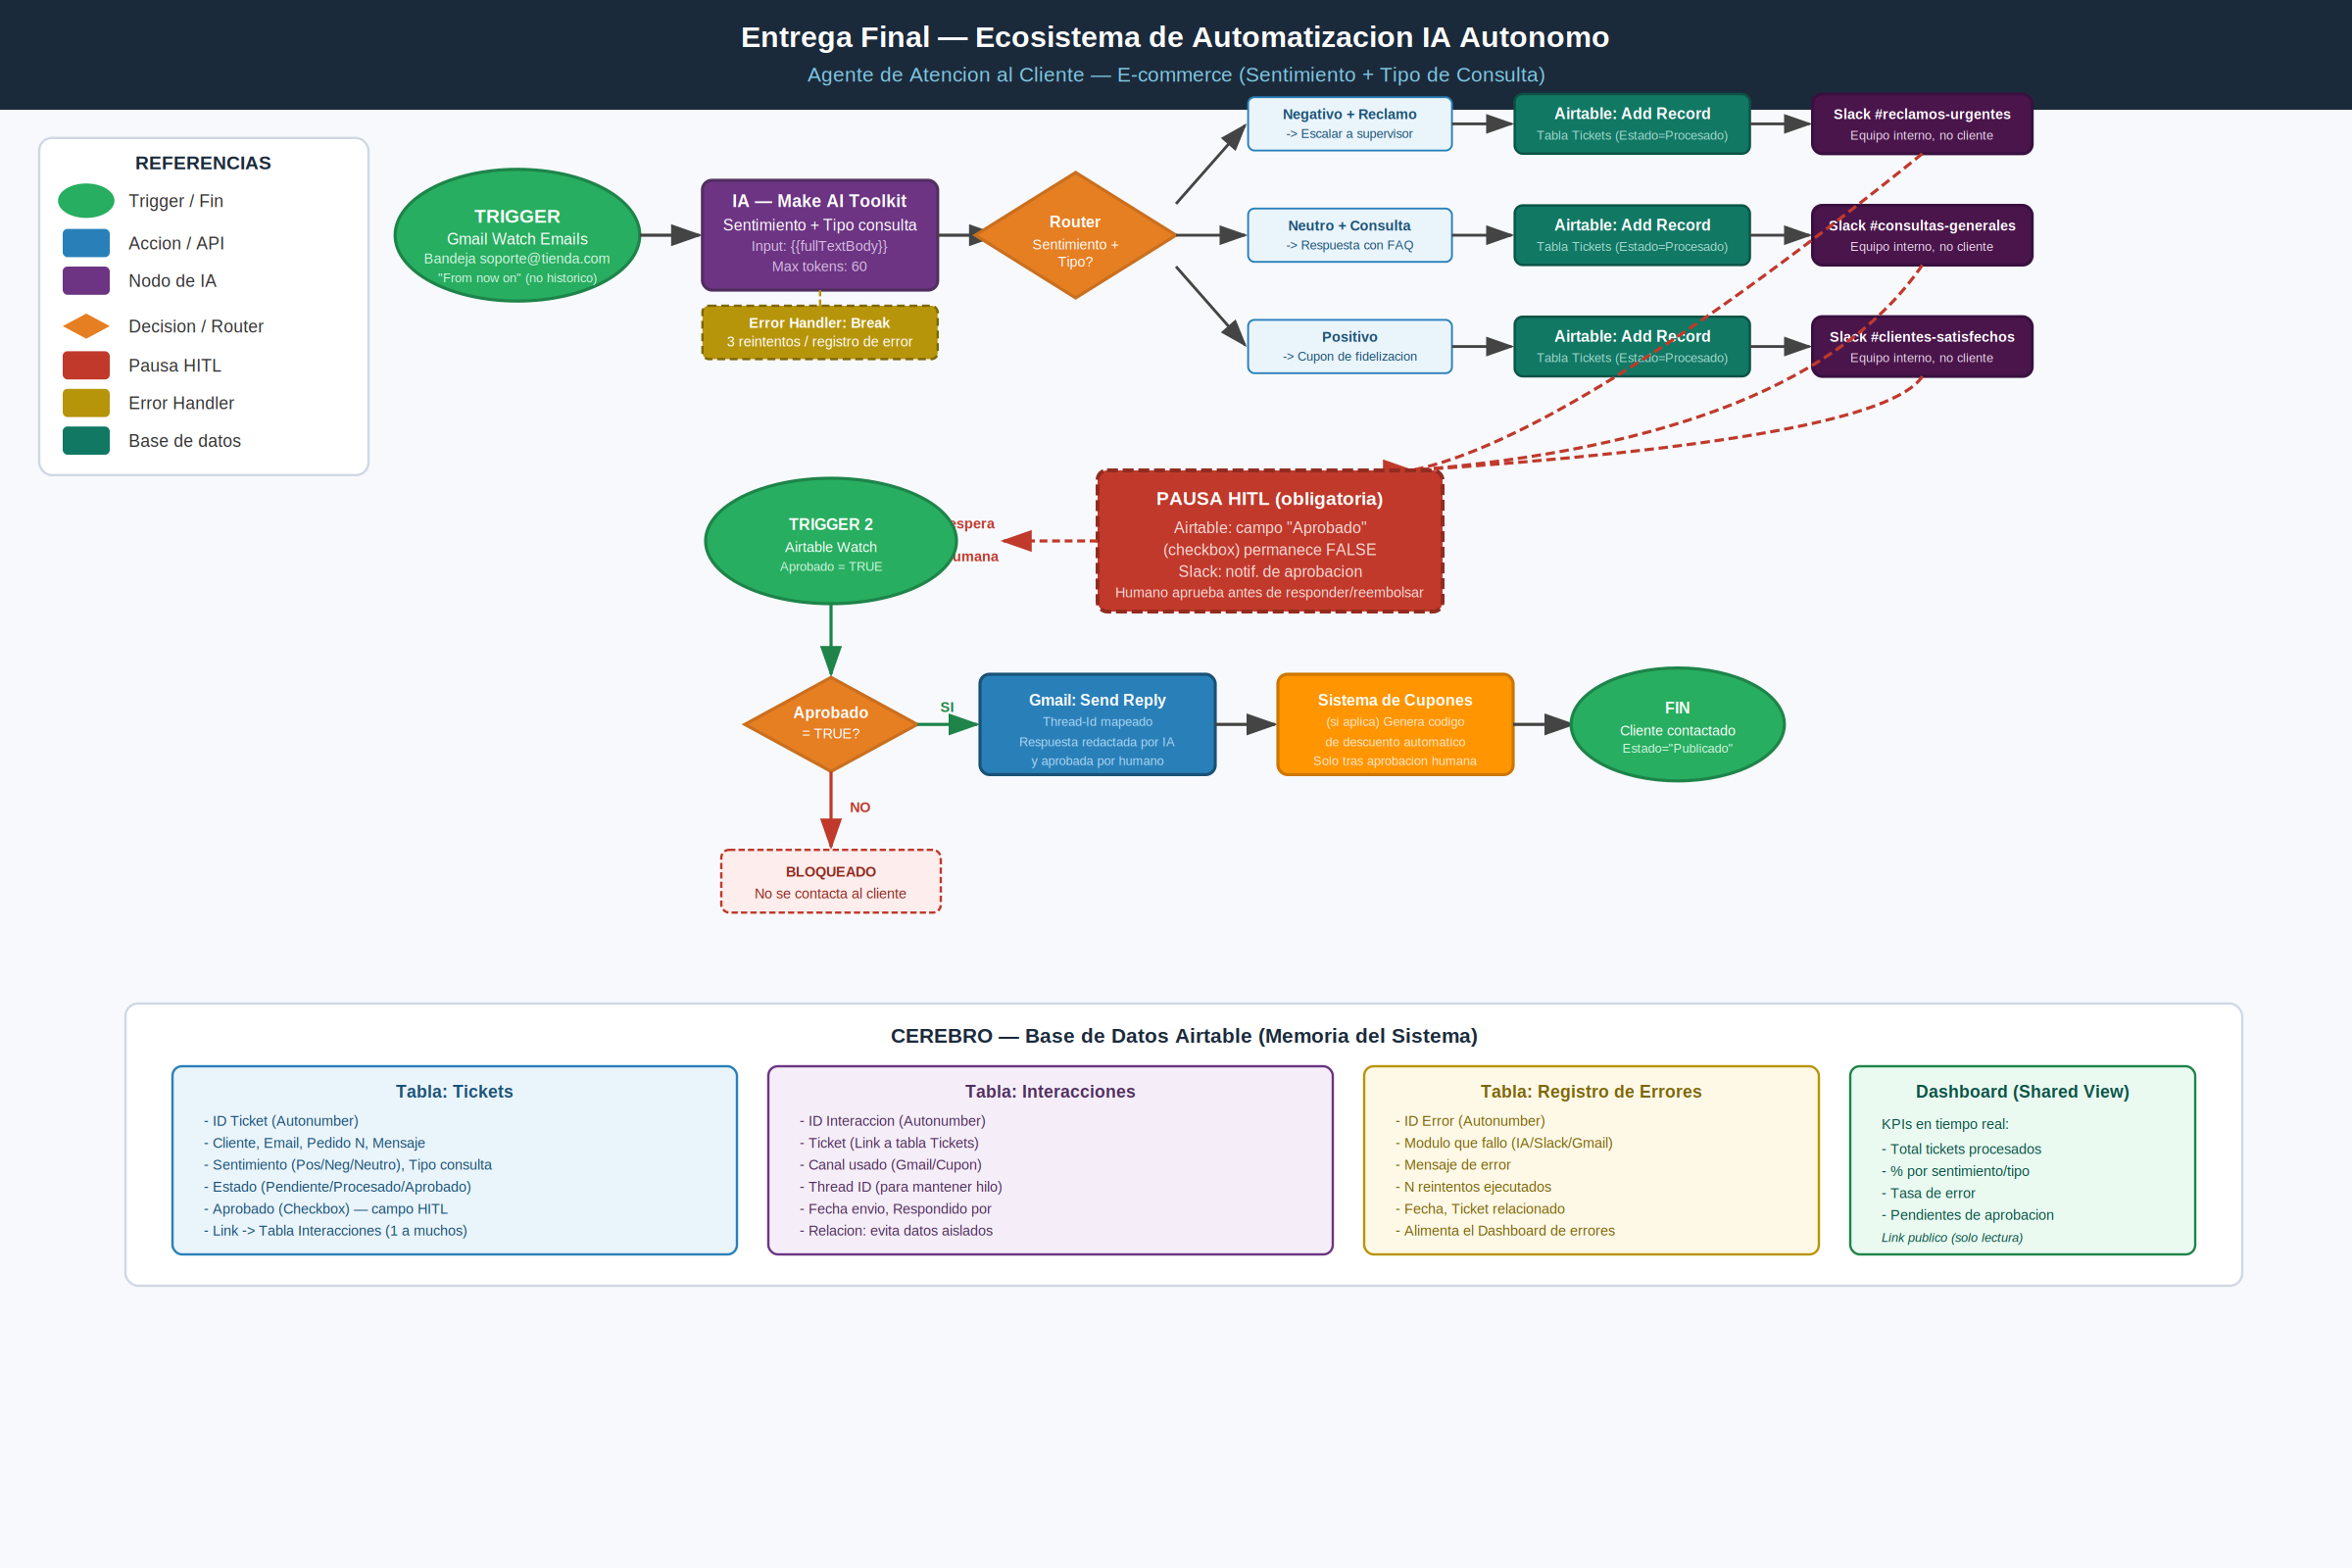 Entrega Final — Ecosistema de Automatizacion IA Autonomo
Agente de Atencion al Cliente — E-commerce (Sentimiento + Tipo de Consulta)
REFERENCIAS
Trigger / Fin
Accion / API
Nodo de IA
Decision / Router
Pausa HITL
Error Handler
Base de datos
TRIGGER
Gmail Watch Emails
Bandeja soporte@tienda.com
"From now on" (no historico)
IA — Make AI Toolkit
Sentimiento + Tipo consulta
Input: {{fullTextBody}}
Max tokens: 60
Error Handler: Break
3 reintentos / registro de error
Router
Sentimiento +
Tipo?
Negativo + Reclamo
-> Escalar a supervisor
Airtable: Add Record
Tabla Tickets (Estado=Procesado)
Slack #reclamos-urgentes
Equipo interno, no cliente
Neutro + Consulta
-> Respuesta con FAQ
Airtable: Add Record
Tabla Tickets (Estado=Procesado)
Slack #consultas-generales
Equipo interno, no cliente
Positivo
-> Cupon de fidelizacion
Airtable: Add Record
Tabla Tickets (Estado=Procesado)
Slack #clientes-satisfechos
Equipo interno, no cliente
PAUSA HITL (obligatoria)
Airtable: campo "Aprobado"
(checkbox) permanece FALSE
Slack: notif. de aprobacion
Humano aprueba antes de responder/reembolsar
espera
umana
TRIGGER 2
Airtable Watch
Aprobado = TRUE
Aprobado
= TRUE?
SI
Gmail: Send Reply
Thread-Id mapeado
Respuesta redactada por IA
y aprobada por humano
Sistema de Cupones
(si aplica) Genera codigo
de descuento automatico
Solo tras aprobacion humana
FIN
Cliente contactado
Estado="Publicado"
NO
BLOQUEADO
No se contacta al cliente
CEREBRO — Base de Datos Airtable (Memoria del Sistema)
Tabla: Tickets
- ID Ticket (Autonumber)
- Cliente, Email, Pedido N, Mensaje
- Sentimiento (Pos/Neg/Neutro), Tipo consulta
- Estado (Pendiente/Procesado/Aprobado)
- Aprobado (Checkbox) — campo HITL
- Link -> Tabla Interacciones (1 a muchos)
Tabla: Interacciones
- ID Interaccion (Autonumber)
- Ticket (Link a tabla Tickets)
- Canal usado (Gmail/Cupon)
- Thread ID (para mantener hilo)
- Fecha envio, Respondido por
- Relacion: evita datos aislados
Tabla: Registro de Errores
- ID Error (Autonumber)
- Modulo que fallo (IA/Slack/Gmail)
- Mensaje de error
- N reintentos ejecutados
- Fecha, Ticket relacionado
- Alimenta el Dashboard de errores
Dashboard (Shared View)
KPIs en tiempo real:
- Total tickets procesados
- % por sentimiento/tipo
- Tasa de error
- Pendientes de aprobacion
Link publico (solo lectura)